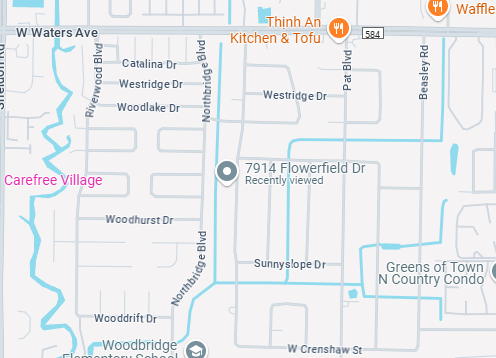 Waffle
Thinh An
Kitchen & Tofu
W Waters Ave
584
Sheldon Rd
Riverwood Blvd
Catalina Dr
Westridge Dr
Woodlake Dr
Northbridge Blvd
Westridge Dr
Pat Blvd
Beasley Rd
7914 Flowerfield Dr
Recently viewed
Carefree Village
Woodhurst Dr
Northbridge Blvd
Sunnyslope Dr
Greens of Town
N Country Condo
Wooddrift Dr
Woodbridge
Elementary School
W Crenshaw St